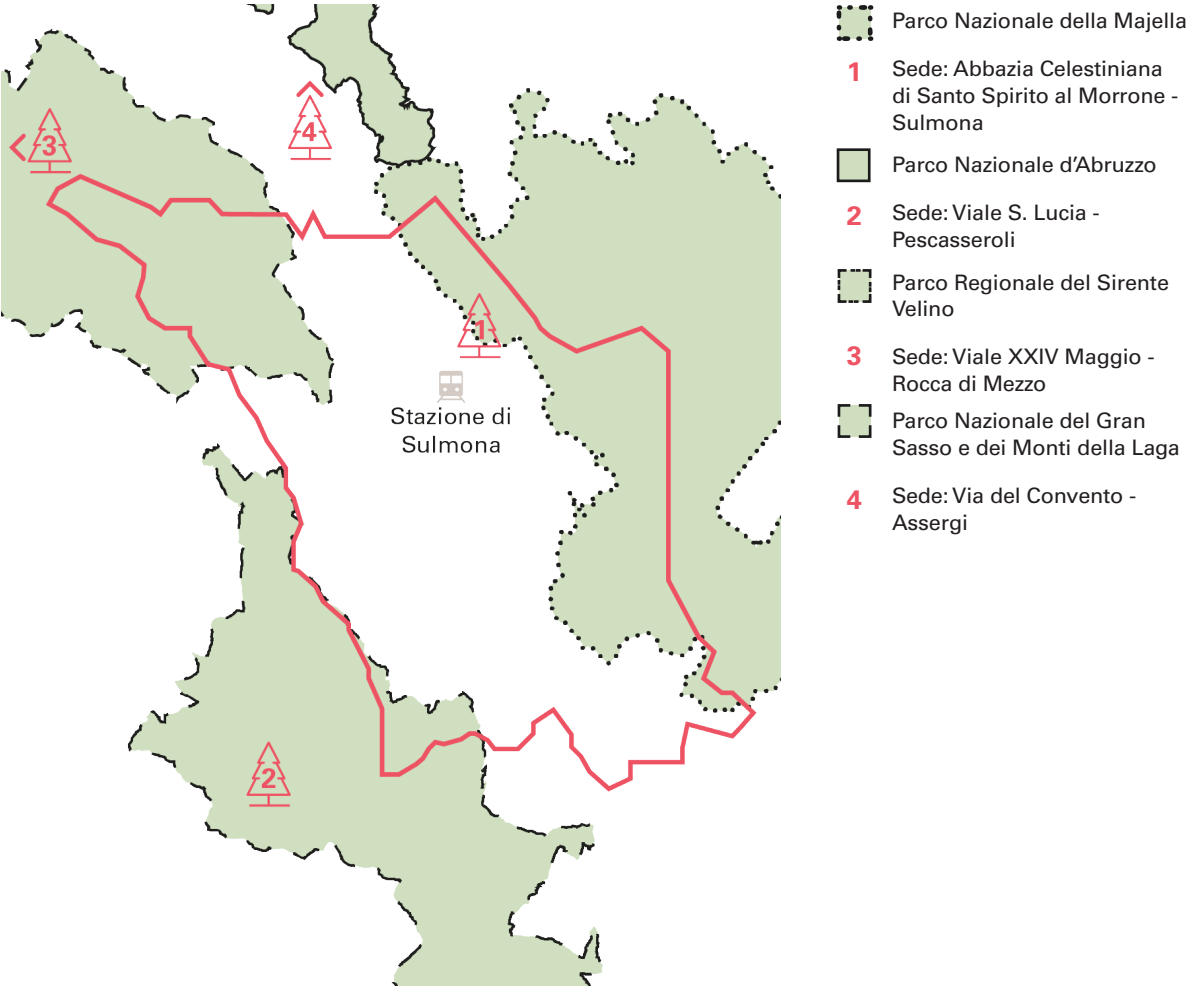 3
4
1
Stazione di
Sulmona
2
Parco Nazionale della Majella
1
Sede: Abbazia Celestiniana
di Santo Spirito al Morrone -
Sulmona
Parco Nazionale d'Abruzzo
2
Sede: Viale S. Lucia -
Pescasseroli
Parco Regionale del Sirente
Velino
3
Sede: Viale XXIV Maggio -
Rocca di Mezzo
Parco Nazionale del Gran
Sasso e dei Monti della Laga
4
Sede: Via del Convento -
Assergi